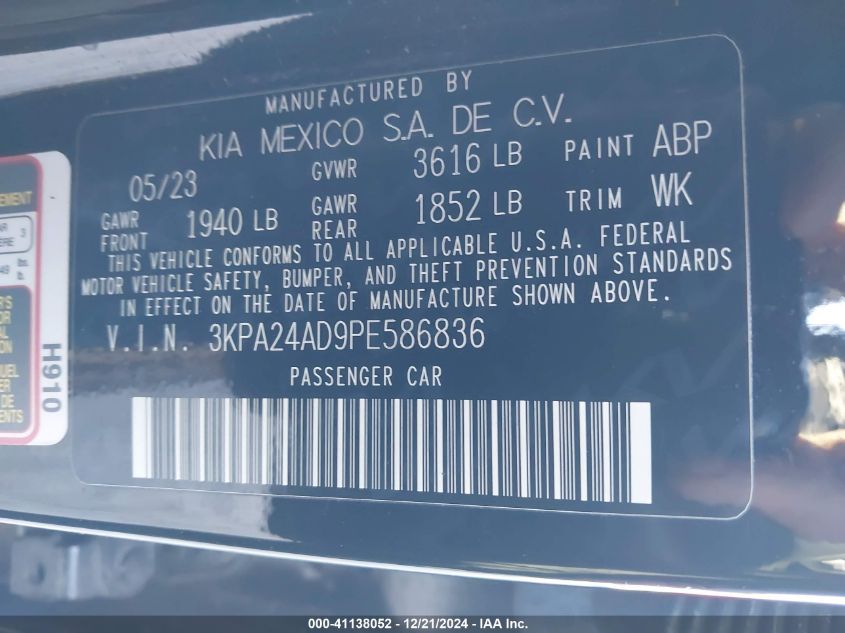 MANUFACTURED BY
KIA MEXICO S.A. DE C.V.
05/23 GVWR 3616 LB PAINT ABP
GAWR FRONT 1940 LB GAWR REAR 1852 LB TRIM WK
THIS VEHICLE CONFORMS TO ALL APPLICABLE U.S.A. FEDERAL
MOTOR VEHICLE SAFETY, BUMPER, AND THEFT PREVENTION STANDARDS
IN EFFECT ON THE DATE OF MANUFACTURE SHOWN ABOVE.
V.I.N. 3KPA24AD9PE586836
PASSENGER CAR
H910
000-41138052 - 12/21/2024 - IAA Inc.